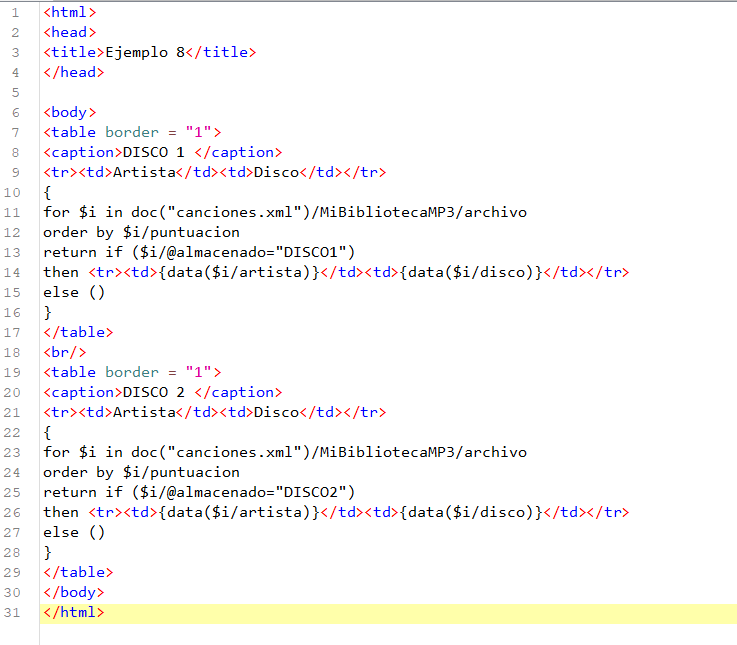 1 <html>
2 <head>
3 <title>Ejemplo 8</title>
4 </head>
5
6 <body>
7 <table border = "1">
8 <caption>DISCO 1 </caption>
9 <tr><td>Artista</td><td>Disco</td></tr>
10 {
11 for $i in doc("canciones.xml")/MiBibliotecaMP3/archivo
12 order by $i/puntuacion
13 return if ($i/@almacenado="DISCO1")
14 then <tr><td>{data($i/artista)}</td><td>{data($i/disco)}</td></tr>
15 else ()
16 }
17 </table>
18 <br/>
19 <table border = "1">
20 <caption>DISCO 2 </caption>
21 <tr><td>Artista</td><td>Disco</td></tr>
22 {
23 for $i in doc("canciones.xml")/MiBibliotecaMP3/archivo
24 order by $i/puntuacion
25 return if ($i/@almacenado="DISCO2")
26 then <tr><td>{data($i/artista)}</td><td>{data($i/disco)}</td></tr>
27 else ()
28 }
29 </table>
30 </body>
31 </html>